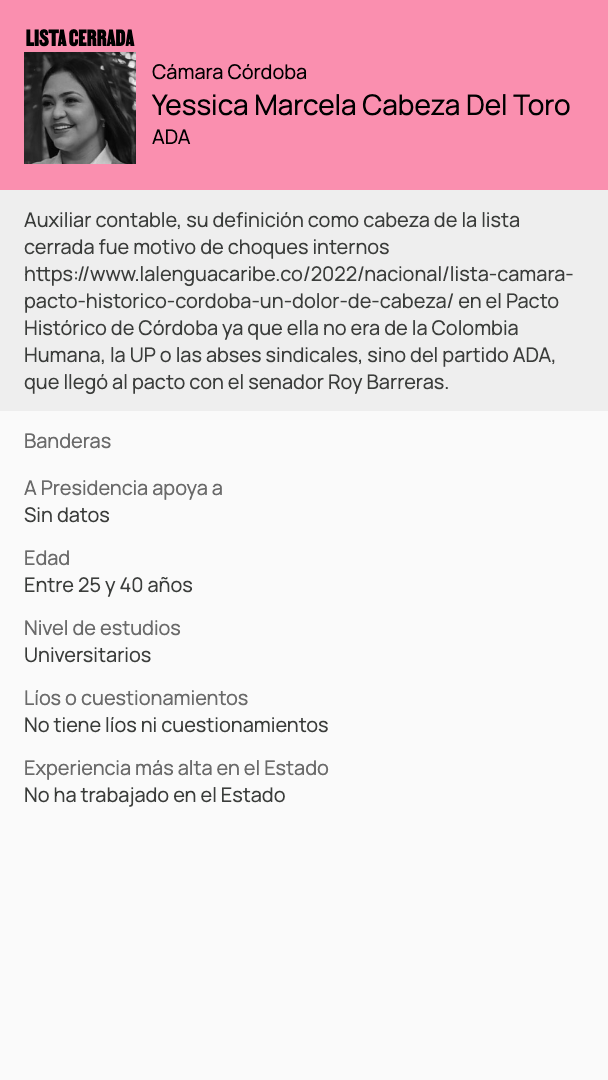 LISTA CERRADA
Cámara Córdoba
Yessica Marcela Cabeza Del Toro
ADA
Auxiliar contable, su definición como cabeza de la lista
cerrada fue motivo de choques internos
https://www.lalenguacaribe.co/2022/nacional/lista-camara-
pacto-historico-cordoba-un-dolor-de-cabeza/ en el Pacto
Histórico de Córdoba ya que ella no era de la Colombia
Humana, la UP o las abses sindicales, sino del partido ADA,
que llegó al pacto con el senador Roy Barreras.
Banderas
A Presidencia apoya a
Sin datos
Edad
Entre 25 y 40 años
Nivel de estudios
Universitarios
Líos o cuestionamientos
No tiene líos ni cuestionamientos
Experiencia más alta en el Estado
No ha trabajado en el Estado